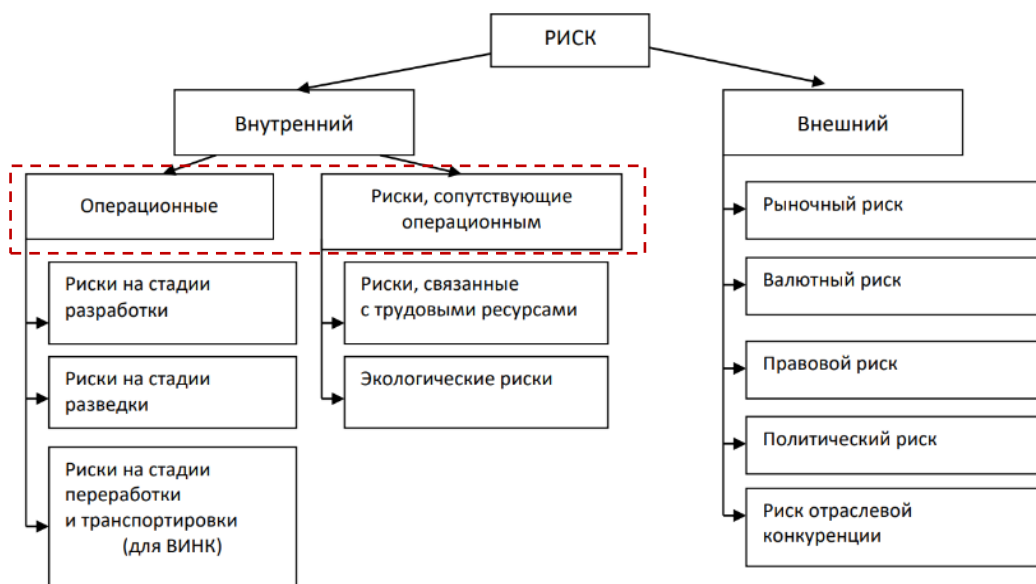 РИСК
Внутренний
Внешний
Операционные
Риски, сопутствующие
операционным
Риски на стадии
разработки
Риски на стадии
разведки
Риски на стадии
переработки
и транспортировки
(для ВИНК)
Риски, связанные
с трудовыми ресурсами
Экологические риски
Рыночный риск
Валютный риск
Правовой риск
Политический риск
Риск отраслевой
конкуренции